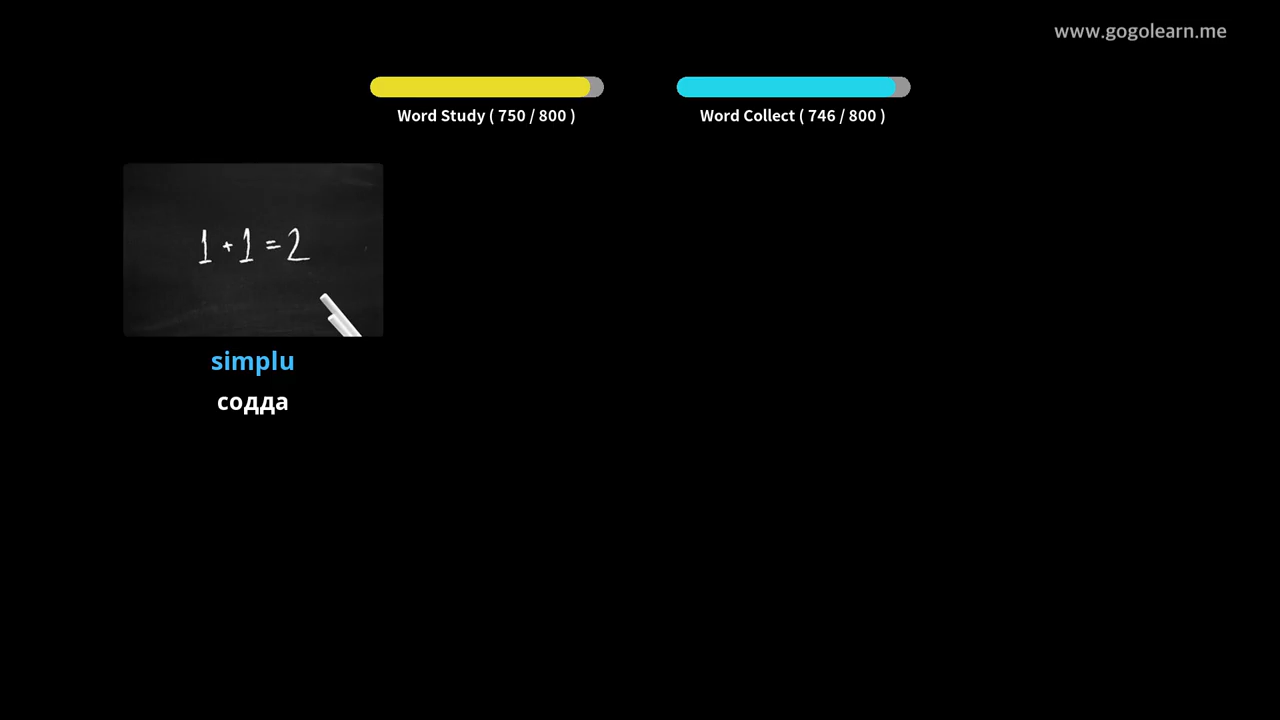 www.gogolearn.me
Word Study ( 750 / 800 )
Word Collect ( 746 / 800 )
1 + 1 = 2
simplu
содда